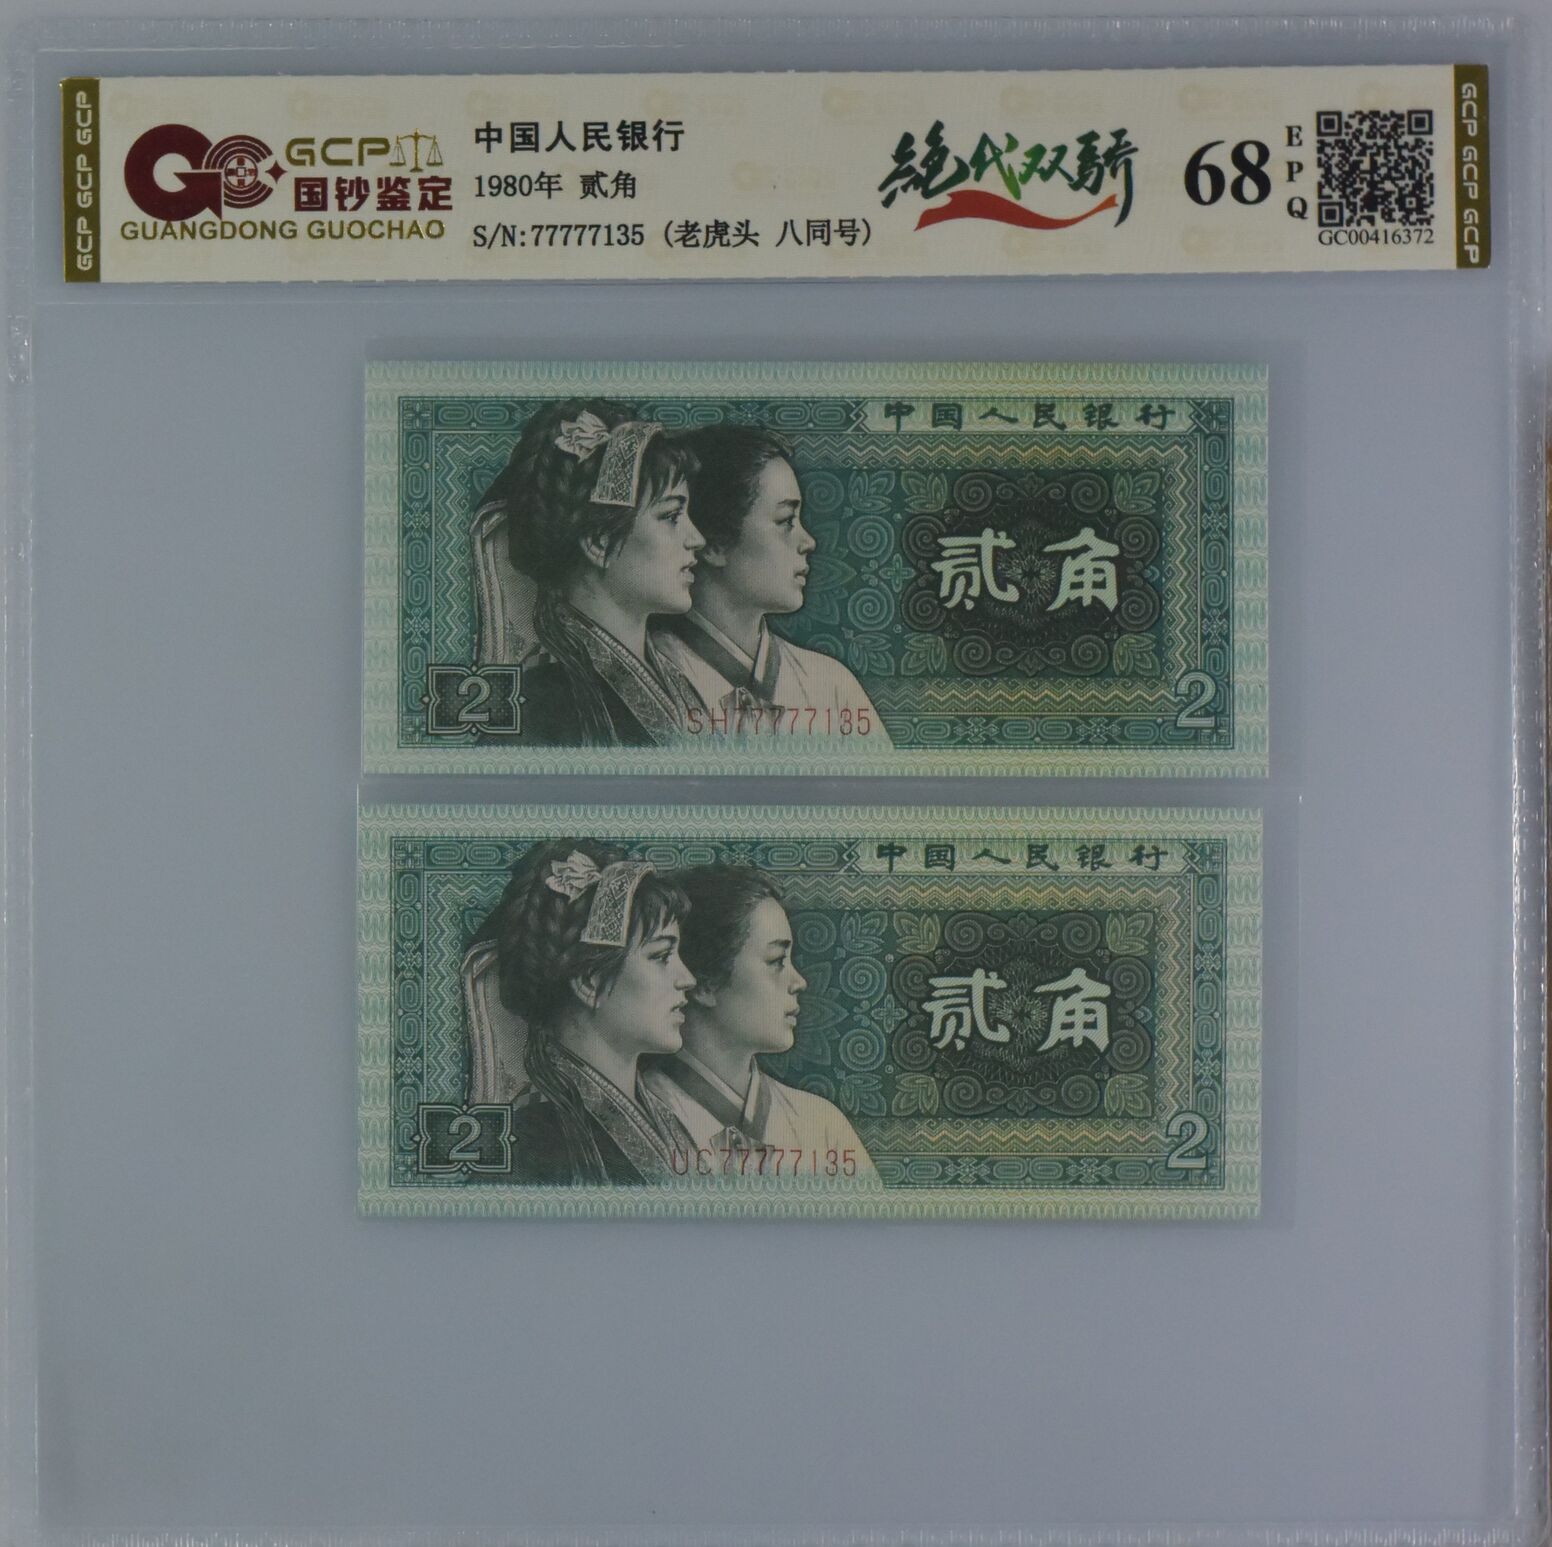 GCP GCP GCP
GCP
国钞鉴定
GUANGDONG GUOCHAO
中国人民银行
1980年 贰角
S/N:77777135 (老虎头 八同号)
絕代双骄
68
EPQ
GC00416372
GCP GCP GCP
中国人民银行
贰角
2
SH77777135
2
中国人民银行
贰角
2
UC77777135
2